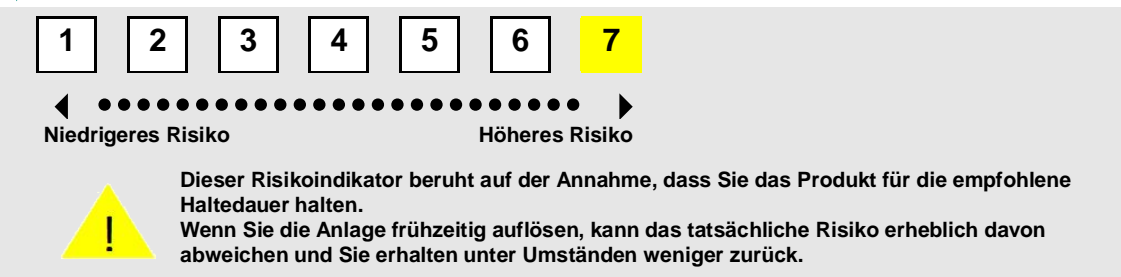 1 2 3 4 5 6 7
Niedrigeres Risiko Höheres Risiko
Dieser Risikoindikator beruht auf der Annahme, dass Sie das Produkt für die empfohlene
Haltedauer halten.
! Wenn Sie die Anlage frühzeitig auflösen, kann das tatsächliche Risiko erheblich davon
abweichen und Sie erhalten unter Umständen weniger zurück.